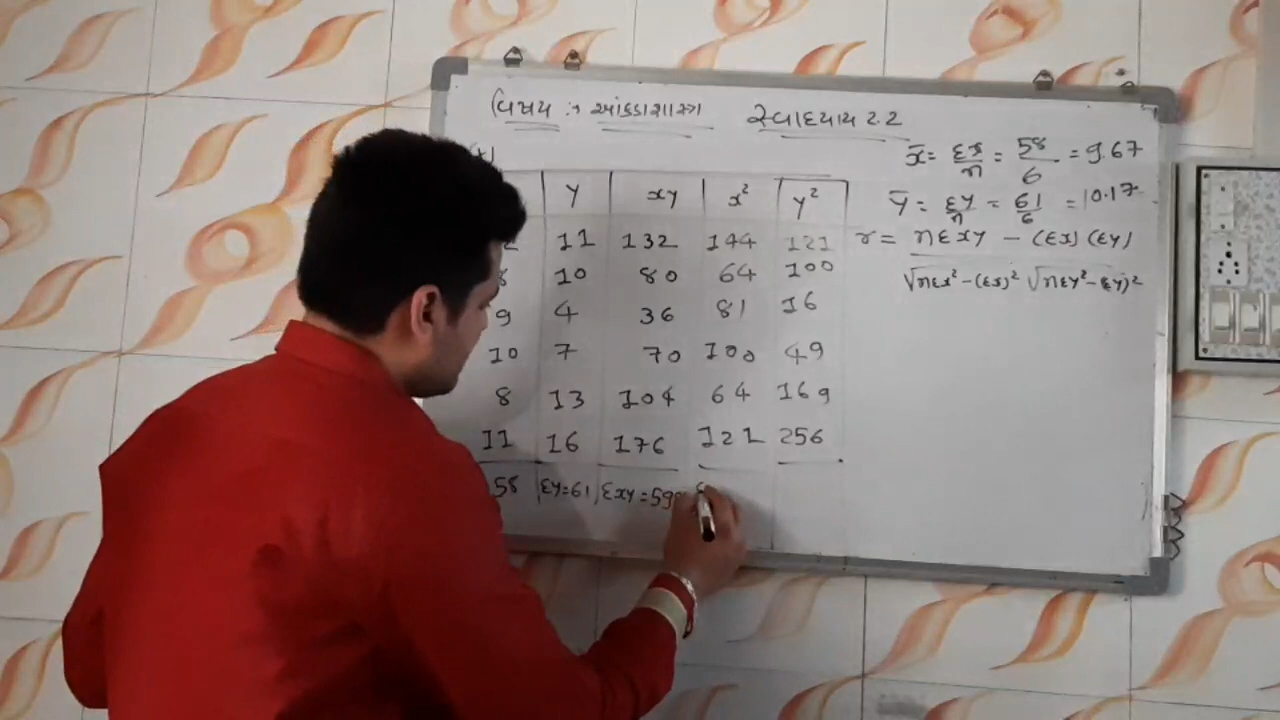 વિષય :- આંકડાશાસ્ત્ર સ્વાધ્યાય 2.2
x̄ = Σx/n = 58/6 = 9.67
ȳ = Σy/n = 61/6 = 10.17
r = nΣxy - (Σx)(Σy)
√nΣx² - (Σx)² √nΣy² - (Σy)²
y xy x² y²
11 132 144 121
8 10 80 64 100
9 4 36 81 16
10 7 70 100 49
8 13 104 64 169
11 16 176 121 256
58 Σy=61 Σxy=59